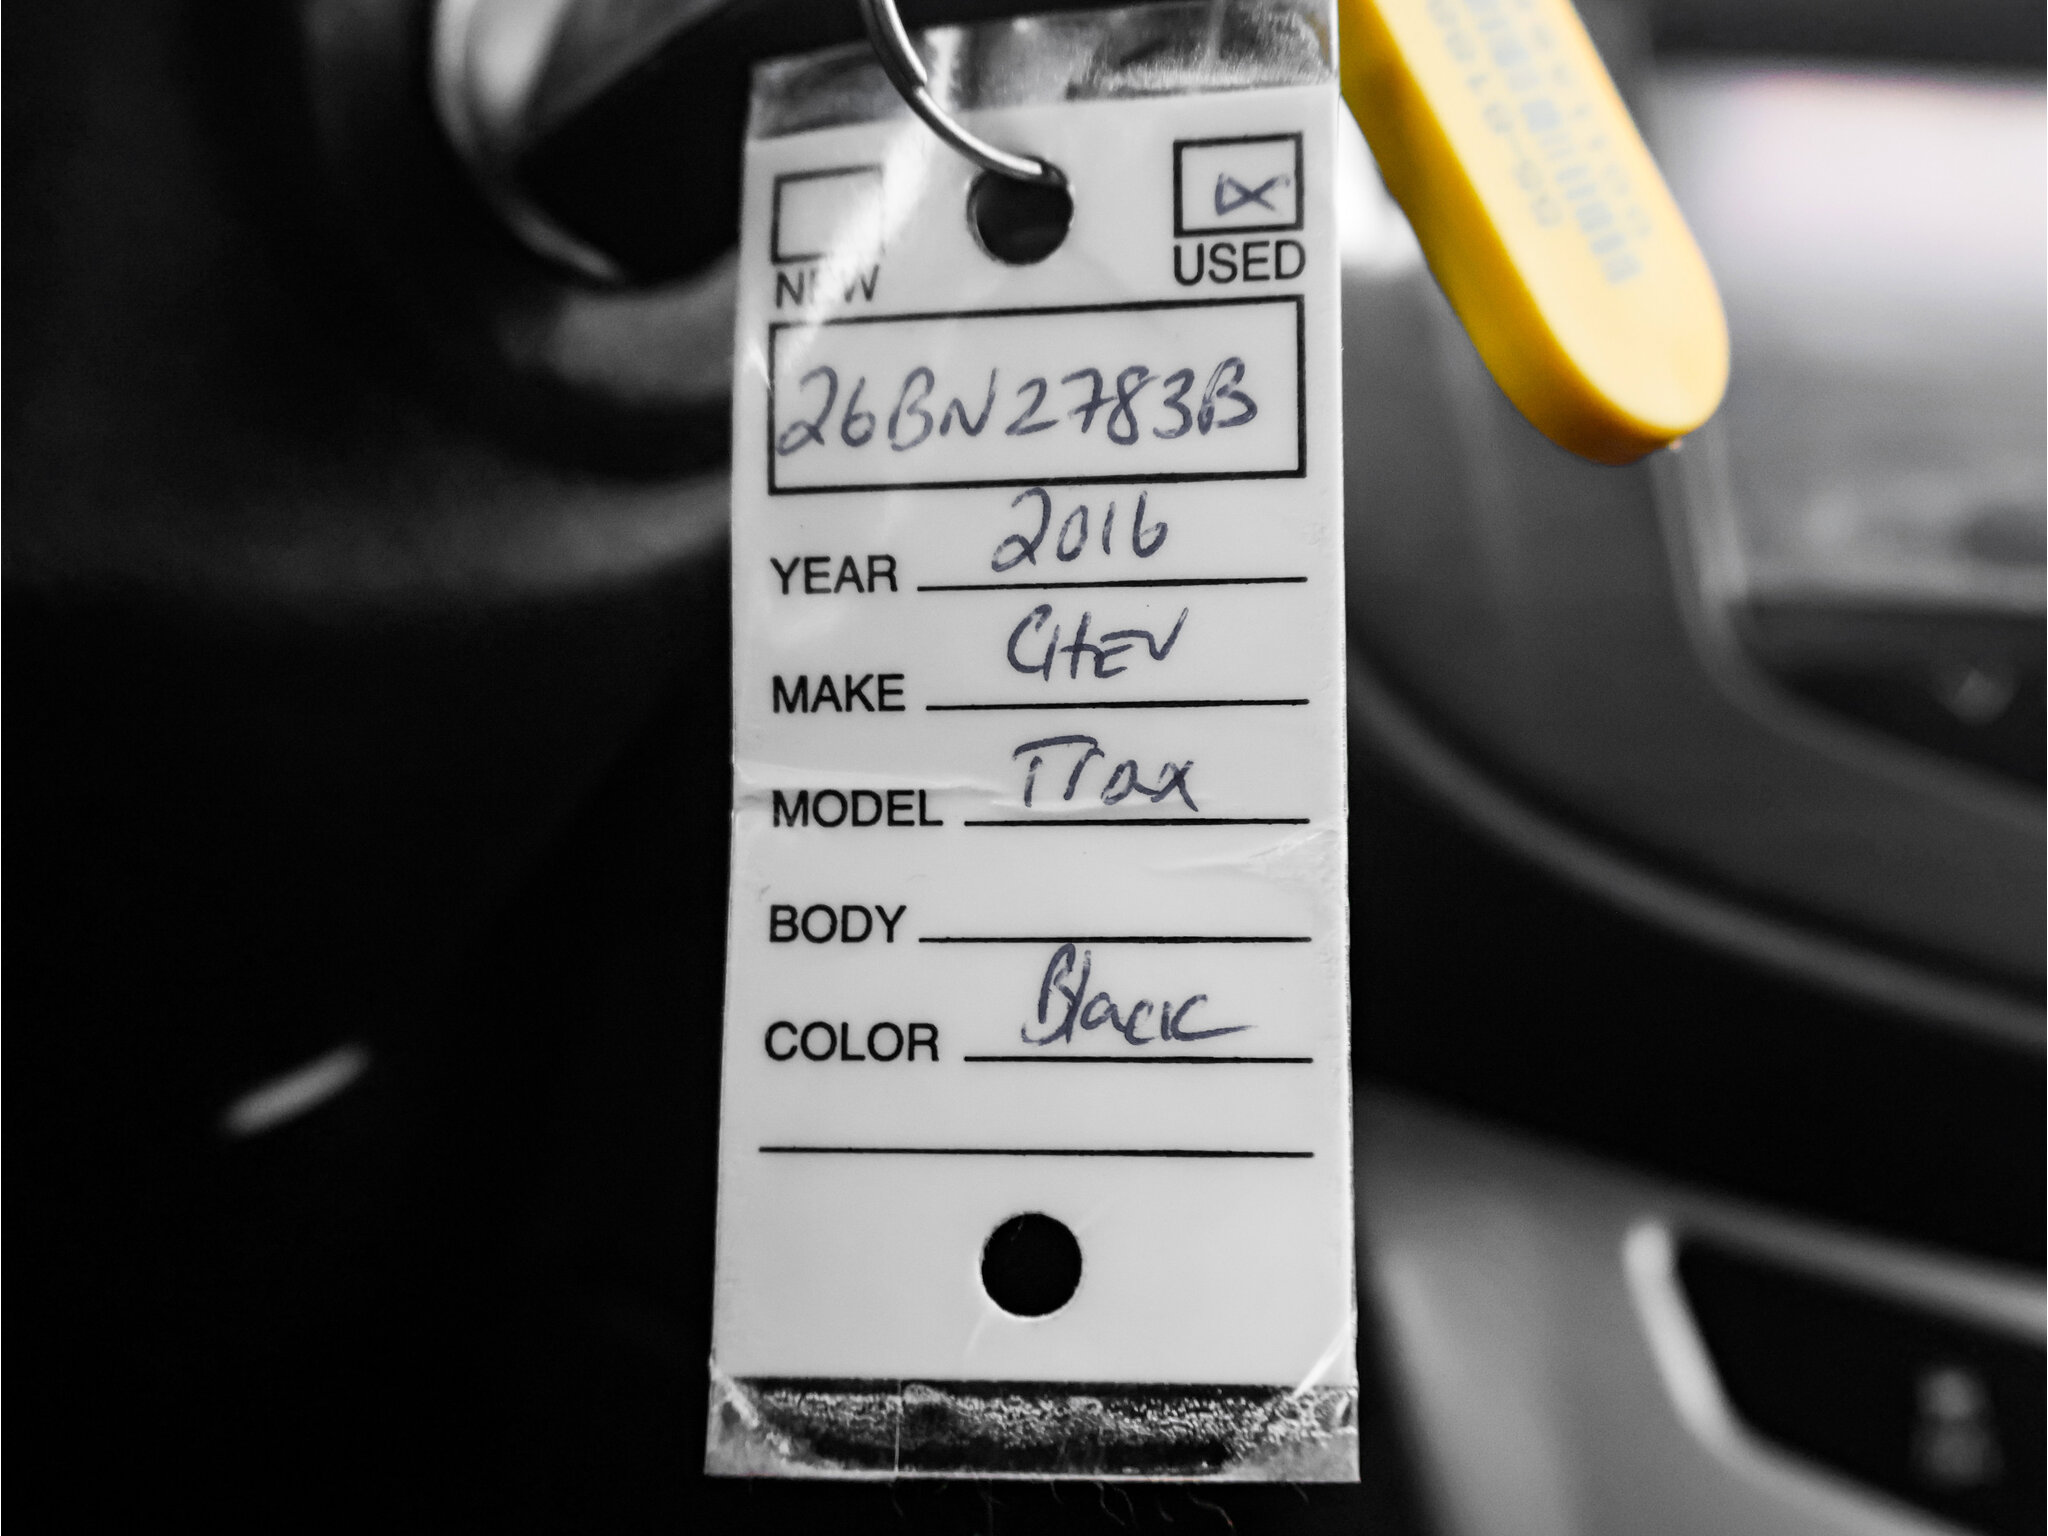 NEW
USED
26BN2783B
YEAR 2016
MAKE CHEV
MODEL Trax
BODY
COLOR Black